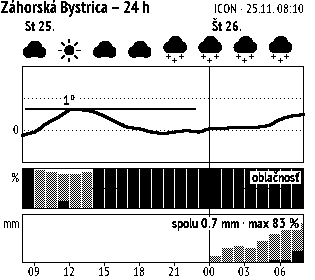 Záhorská Bystrica – 24 h
ICON - 25.11. 08:10
St 25.
Št 26.
1°
0
%
oblačnosť
mm
spolu 0.7 mm · max 83 %
09 12 15 18 21 00 03 06